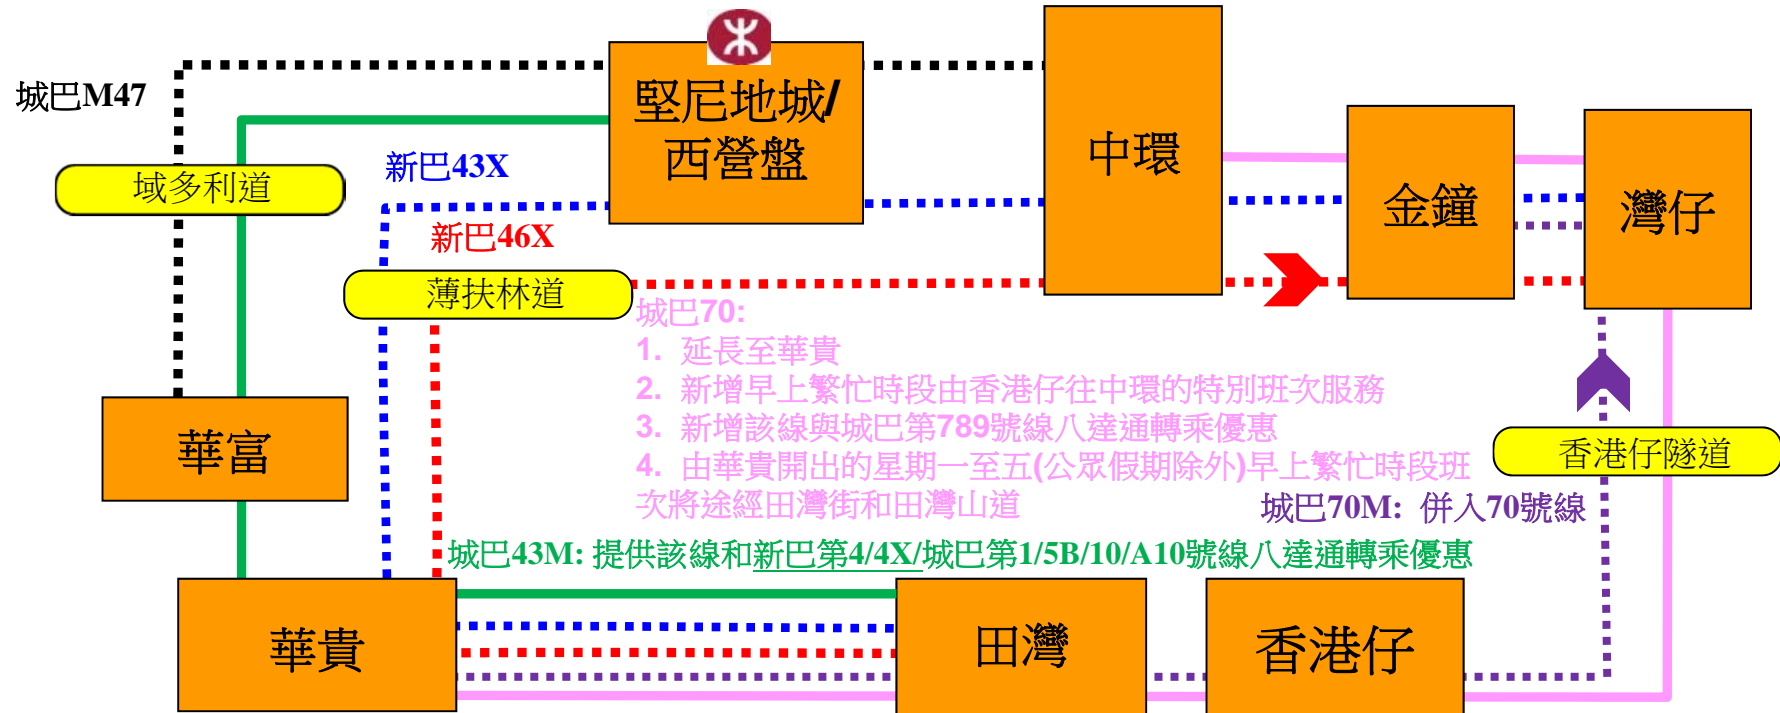 城巴M47
堅尼地城/
西營盤
中環
金鐘
灣仔
域多利道
新巴43X
新巴46X
薄扶林道
城巴70:
1. 延長至華貴
2. 新增早上繁忙時段由香港仔往中環的特別班次服務
3. 新增該線與城巴第789號線八達通轉乘優惠
4. 由華貴開出的星期一至五(公眾假期除外)早上繁忙時段班
次將途經田灣街和田灣山道
華富
香港仔隧道
城巴70M: 併入70號線
城巴43M: 提供該線和新巴第4/4X/城巴第1/5B/10/A10號線八達通轉乘優惠
華貴
田灣
香港仔